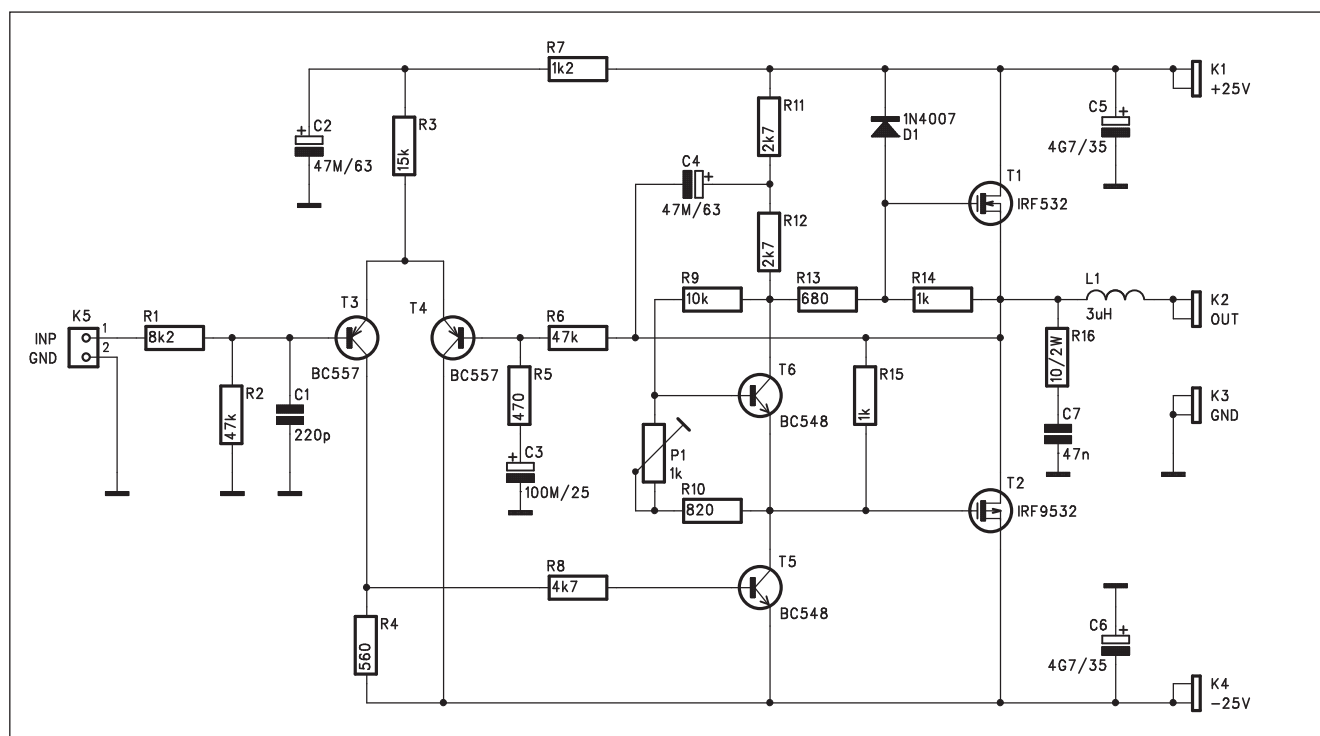 R7
1k2
K1
+25V
C2
47M/63
R3
15k
R11
2k7
1N4007
D1
C5
4G7/35
C4
47M/63
T1
IRF532
R12
2k7
R9
10k
R13
680
R14
1k
L1
3uH
K2
OUT
K5
INP
GND
1
2
R1
8k2
T3
BC557
T4
BC557
R6
47k
R16
10/2W
R2
47k
C1
220p
R5
470
T6
BC548
R15
1k
C7
47n
K3
GND
C3
100M/25
P1
1k
R10
820
T2
IRF9532
R8
4k7
T5
BC548
R4
560
C6
4G7/35
K4
-25V